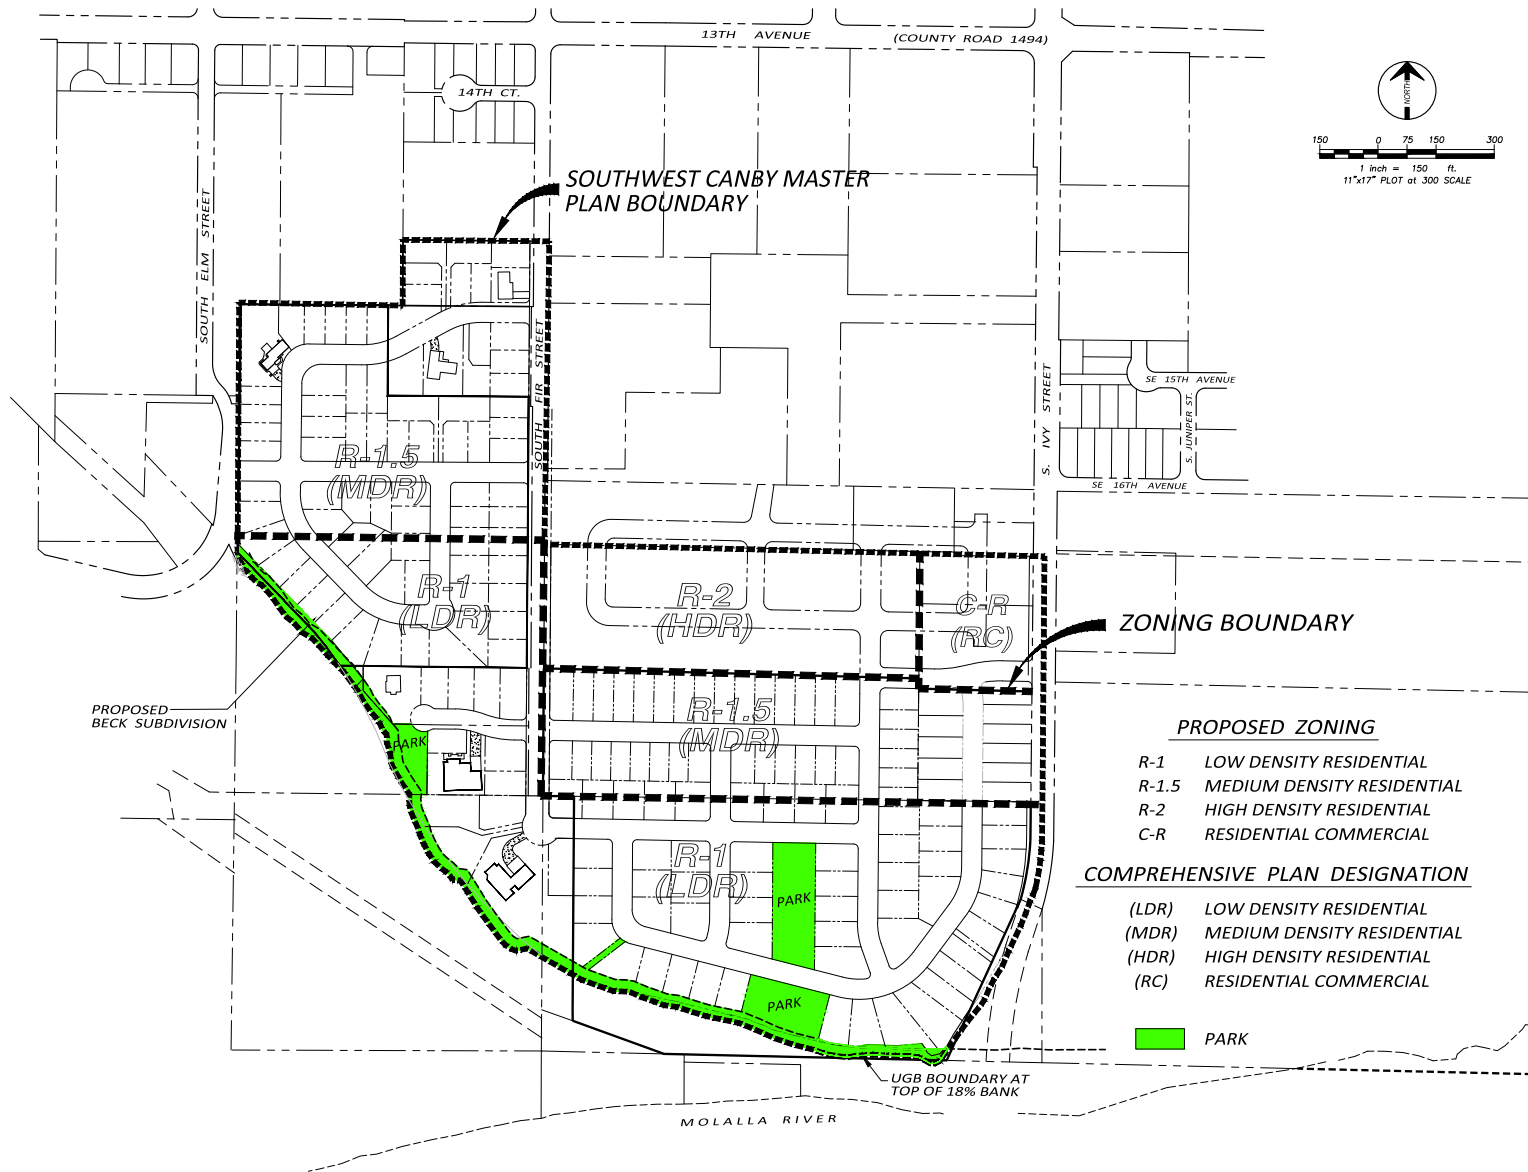 13TH AVENUE (COUNTY ROAD 1494)
14TH CT.
NORTH
150 0 75 150 300
1 inch = 150 ft.
11"x17" PLOT at 300 SCALE
SOUTHWEST CANBY MASTER
PLAN BOUNDARY
SOUTH ELM STREET
SOUTH FIR STREET
S. IVY STREET
SE 15TH AVENUE
S. JUNIPER ST.
SE 16TH AVENUE
R-1.5
(MDR)
R-1
(LDR)
R-2
(HDR)
C-R
(RC)
ZONING BOUNDARY
PROPOSED
BECK SUBDIVISION
R-1.5
(MDR)
PARK
R-1
(LDR)
PARK
PARK
PROPOSED ZONING
R-1 LOW DENSITY RESIDENTIAL
R-1.5 MEDIUM DENSITY RESIDENTIAL
R-2 HIGH DENSITY RESIDENTIAL
C-R RESIDENTIAL COMMERCIAL
COMPREHENSIVE PLAN DESIGNATION
(LDR) LOW DENSITY RESIDENTIAL
(MDR) MEDIUM DENSITY RESIDENTIAL
(HDR) HIGH DENSITY RESIDENTIAL
(RC) RESIDENTIAL COMMERCIAL
PARK
UGB BOUNDARY AT
TOP OF 18% BANK
MOLALLA RIVER